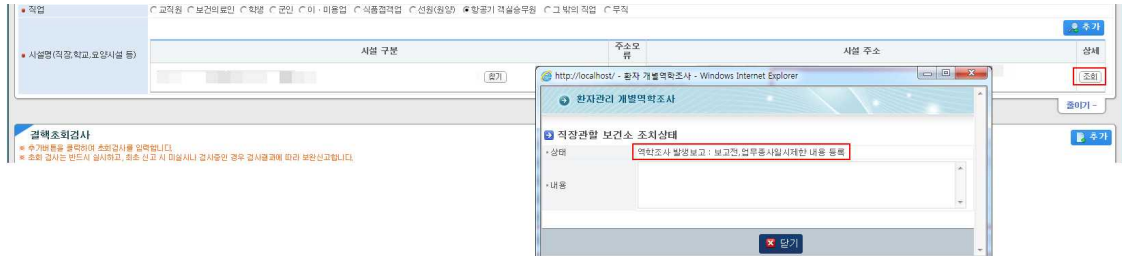 직업 교직원 보건의료인 학생 군인 이·미용업 식품접객업 선원(원양) 항공기 객실승무원 그 밖의 직업 무직
추가
시설명(직장,학교,요양시설 등) 시설 구분 주소모류 시설 주소 상세
찾기 조회
줄이기 -
결핵초회검사 추가
※ 추가버튼을 클릭하여 초회검사를 입력합니다.
※ 초회 검사는 반드시 실시하고, 최초 신고 시 미실시나 검사중인 경우 검사결과에 따라 보완신고합니다.
http://localhost/ - 환자 개별역학조사 - Windows Internet Explorer
환자관리 개별역학조사
직장관할 보건소 조치상태
상태 역학조사 발생보고 : 보고전,업무종사일시제한 내용 등록
내용
닫기